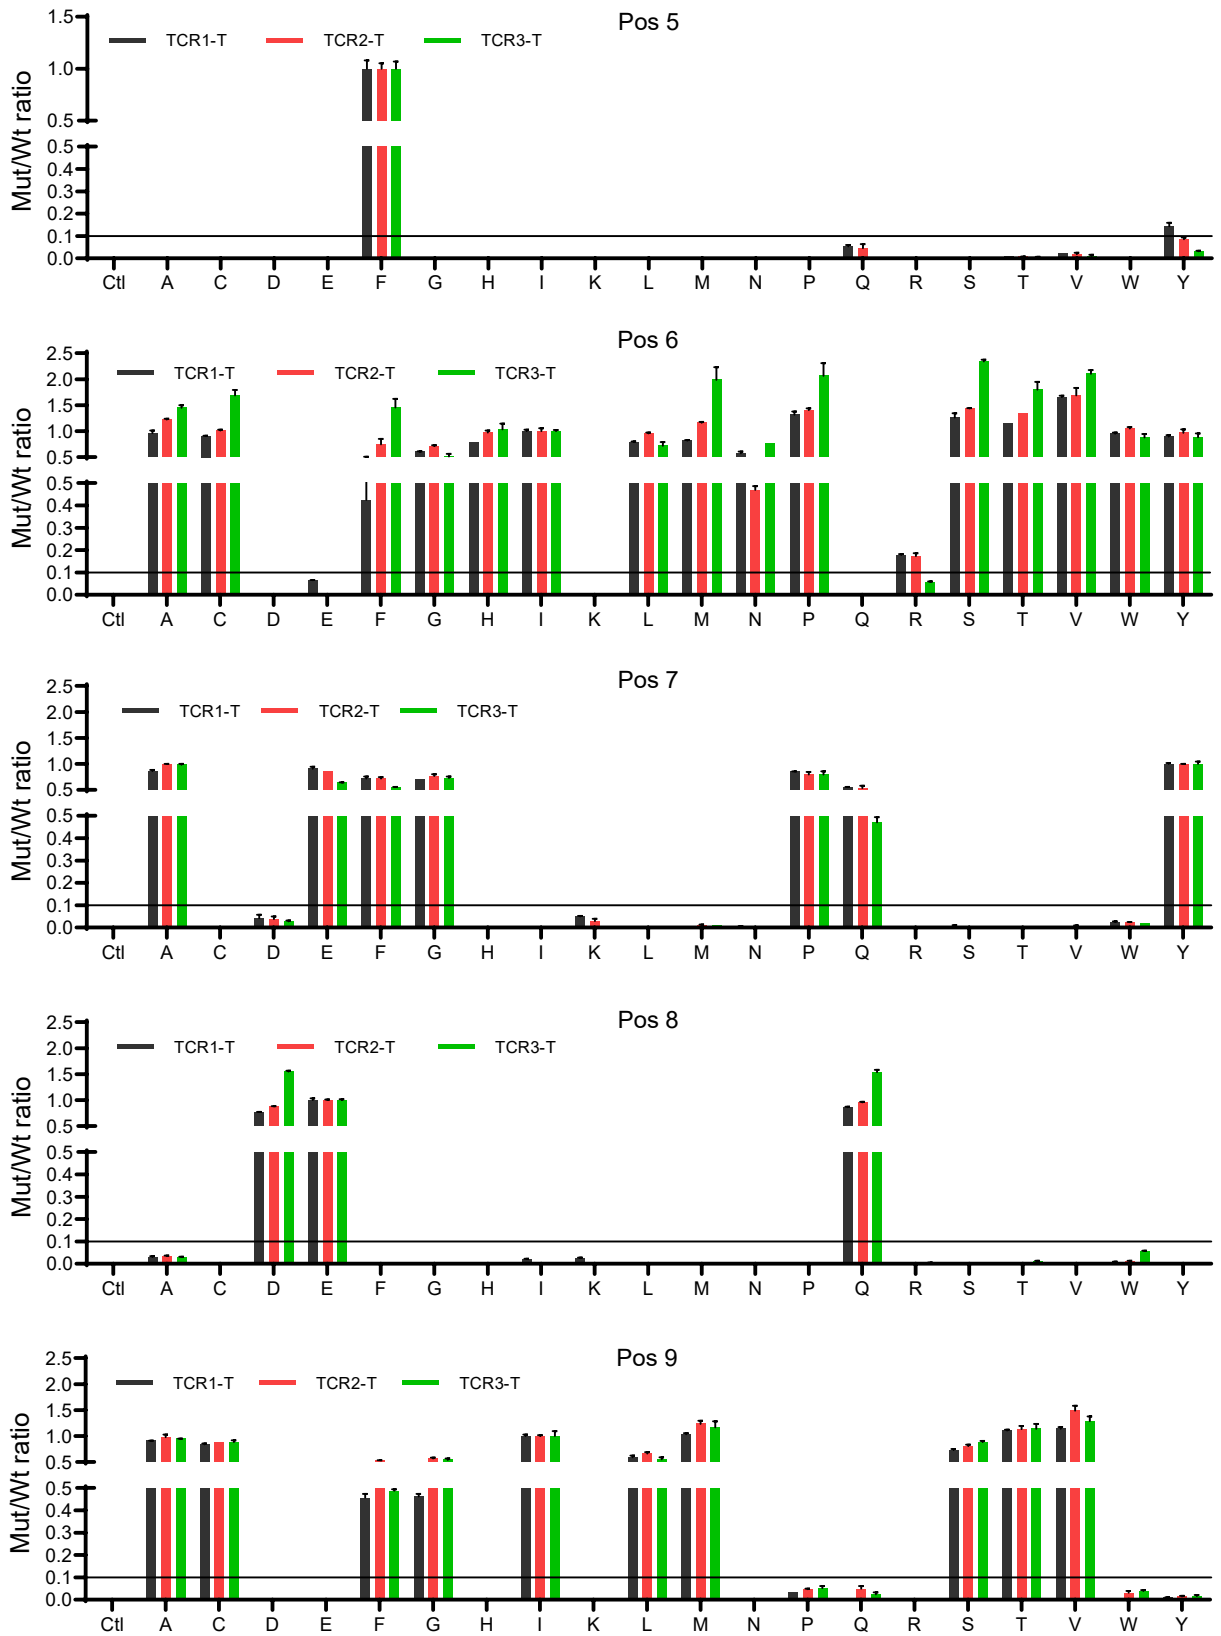 Pos 5
TCR1-T TCR2-T TCR3-T
Mut/Wt ratio
1.5
1.0
0.5
0.5
0.4
0.3
0.2
0.1
0.0
Ctl A C D E F G H I K L M N P Q R S T V W Y
Pos 6
TCR1-T TCR2-T TCR3-T
Mut/Wt ratio
2.5
2.0
1.5
1.0
0.5
0.5
0.4
0.3
0.2
0.1
0.0
Ctl A C D E F G H I K L M N P Q R S T V W Y
Pos 7
TCR1-T TCR2-T TCR3-T
Mut/Wt ratio
2.5
2.0
1.5
1.0
0.5
0.5
0.4
0.3
0.2
0.1
0.0
Ctl A C D E F G H I K L M N P Q R S T V W Y
Pos 8
TCR1-T TCR2-T TCR3-T
Mut/Wt ratio
2.5
2.0
1.5
1.0
0.5
0.5
0.4
0.3
0.2
0.1
0.0
Ctl A C D E F G H I K L M N P Q R S T V W Y
Pos 9
TCR1-T TCR2-T TCR3-T
Mut/Wt ratio
2.5
2.0
1.5
1.0
0.5
0.5
0.4
0.3
0.2
0.1
0.0
Ctl A C D E F G H I K L M N P Q R S T V W Y